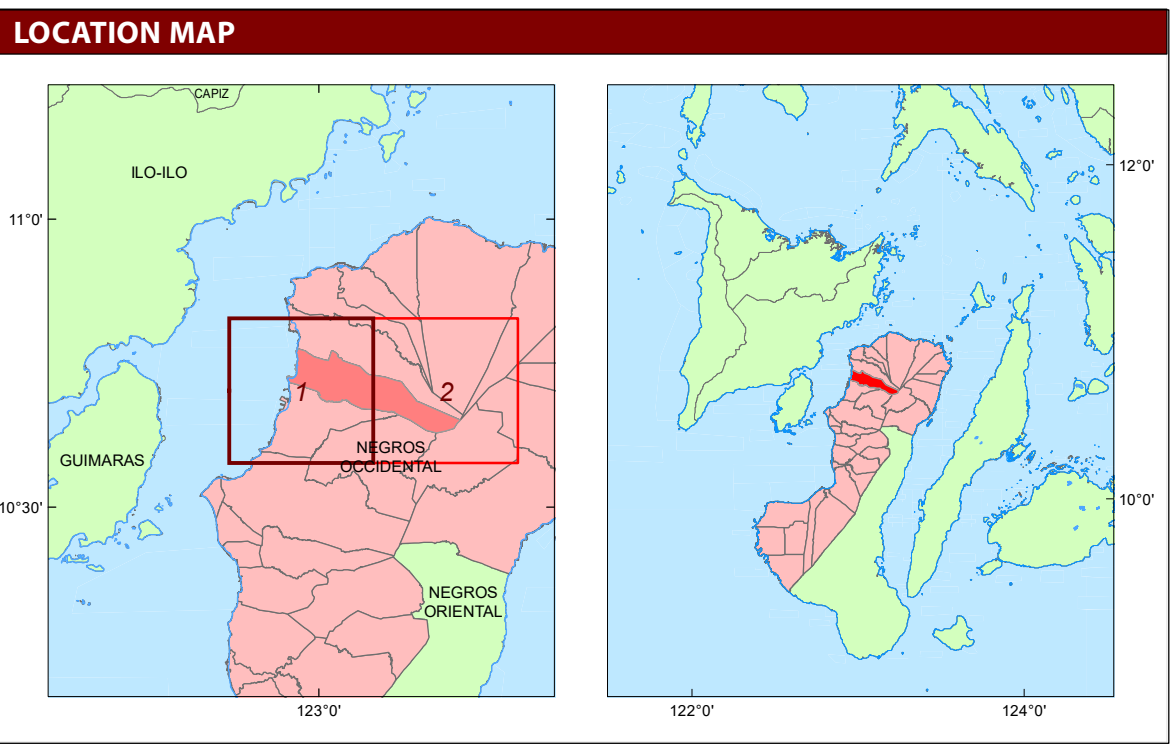 LOCATION MAP
CAPIZ
ILO-ILO
11°0'
12°0'
1
2
NEGROS
OCCIDENTAL
GUIMARAS
10°30'
10°0'
NEGROS
ORIENTAL
123°0'
122°0'
124°0'